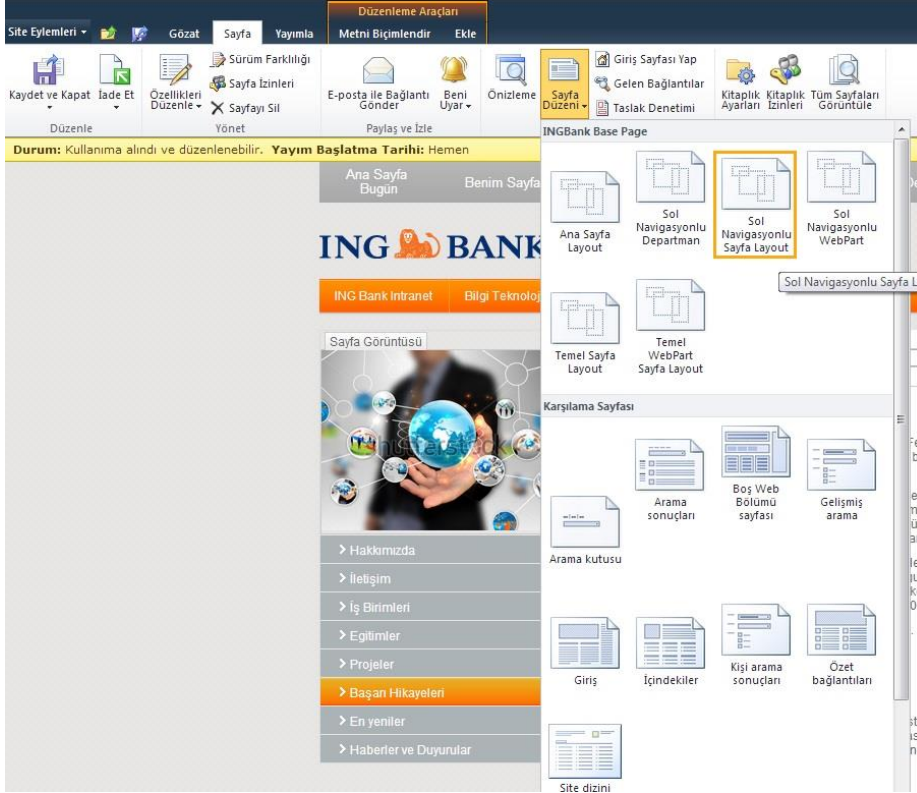 Düzenleme Araçları
Site Eylemleri
Gözat
Sayfa
Yayımla
Metni Biçimlendir
Ekle
Kaydet ve Kapat
İade Et
Özellikleri
Düzenle
Sürüm Farklılığı
Sayfa İzinleri
Sayfayı Sil
E-posta ile Bağlantı
Gönder
Beni
Uyar
Önizleme
Sayfa
Düzeni
Giriş Sayfası Yap
Gelen Bağlantılar
Taslak Denetimi
Kitaplık
Ayarları
Kitaplık
İzinleri
Tüm Sayfaları
Görüntüle
Düzenle
Yönet
Paylaş ve İzle
Durum: Kullanıma alındı ve düzenlenebilir. Yayım Başlatma Tarihi: Hemen
Ana Sayfa
Bugün
Benim Sayfa
ING BANK
ING Bank Intranet
Bilgi Teknoloj
Sayfa Görüntüsü
shutterstock
Hakkımızda
İletişim
İş Birimleri
Egitimler
Projeler
Başarı Hikayeleri
En yeniler
Haberler ve Duyurular
INGBank Base Page
Ana Sayfa
Layout
Sol
Navigasyonlu
Departman
Sol
Navigasyonlu
Sayfa Layout
Sol
Navigasyonlu
WebPart
Sol Navigasyonlu Sayfa L
Temel Sayfa
Layout
Temel
WebPart
Sayfa Layout
Karşılama Sayfası
Arama kutusu
Arama
sonuçları
Boş Web
Bölümü
sayfası
Gelişmiş
arama
Giriş
İçindekiler
Kişi arama
sonuçları
Özet
bağlantıları
Site dizini